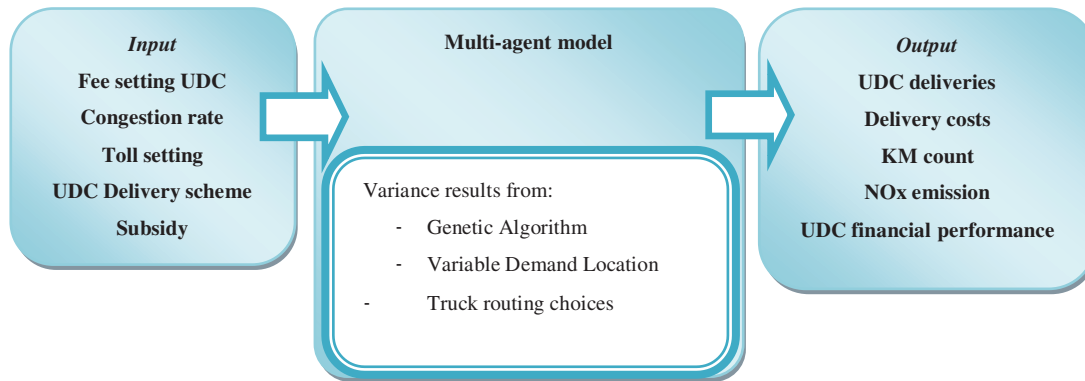 Input
Fee setting UDC
Congestion rate
Toll setting
UDC Delivery scheme
Subsidy
Multi-agent model
Variance results from:
- Genetic Algorithm
- Variable Demand Location
- Truck routing choices
Output
UDC deliveries
Delivery costs
KM count
NOx emission
UDC financial performance